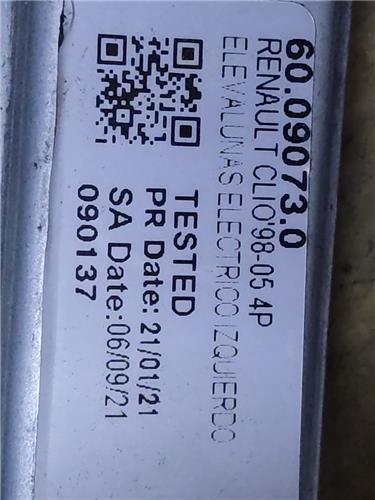 60.09073.0
RENAULT CLIO'98-05 4P
ELEVALUNAS ELECTRICO IZQUIERDO
TESTED
PR Date: 21/01/21
SA Date:06/09/21
090137